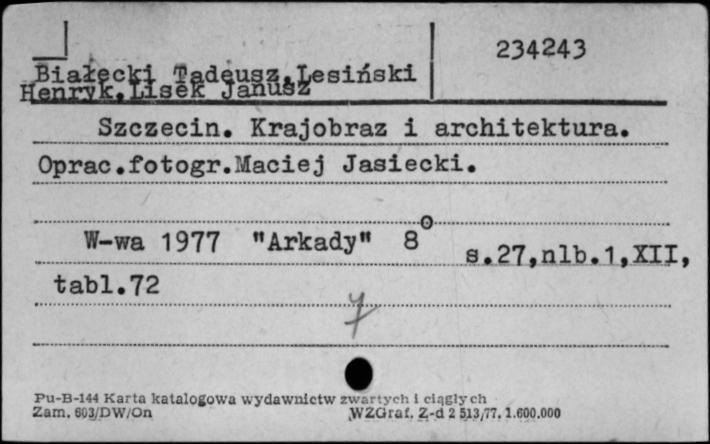 234243
Białecki Tadeusz, Lesiński
Henryk, Lisek Janusz
Szczecin. Krajobraz i architektura.
Oprac.fotogr.Maciej Jasiecki.
W-wa 1977 "Arkady" 8° s.27,nlb.1,XII,
tabl.72
Pu-B-144 Karta katalogowa wydawnictw zwartych i ciągłych
Zam. 603/DW/On WZGraf. Z-d 2 513/77. 1.600.000